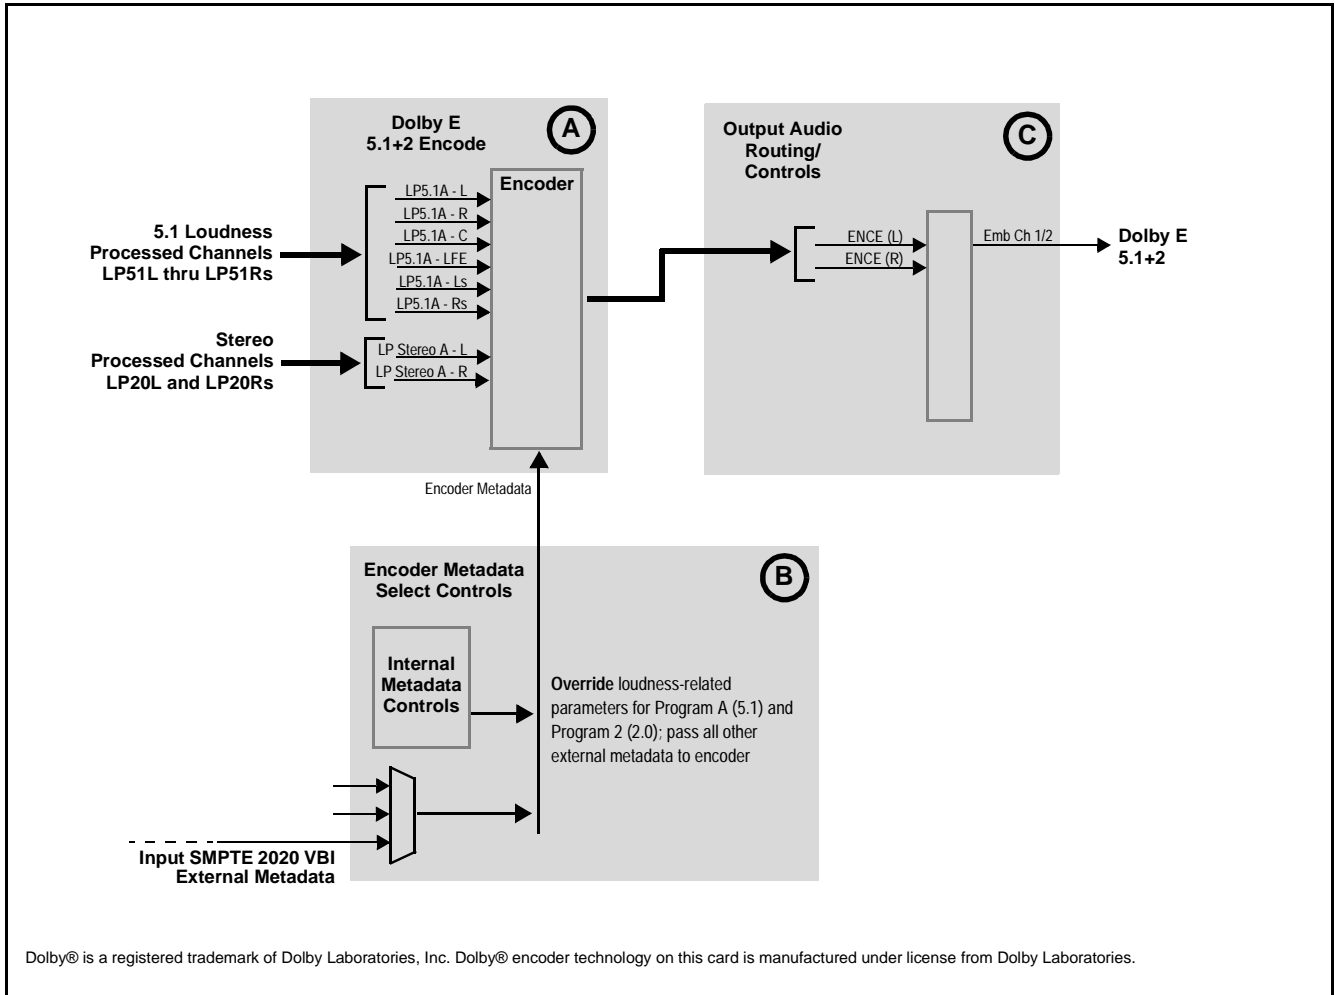 Dolby E
5.1+2 Encode
A
Encoder
LP5.1A - L
LP5.1A - R
LP5.1A - C
LP5.1A - LFE
LP5.1A - Ls
LP5.1A - Rs
LP Stereo A - L
LP Stereo A - R
5.1 Loudness
Processed Channels
LP51L thru LP51Rs
Stereo
Processed Channels
LP20L and LP20Rs
Output Audio
Routing/
Controls
C
ENCE (L)
ENCE (R)
Emb Ch 1/2
Dolby E
5.1+2
Encoder Metadata
Encoder Metadata
Select Controls
B
Internal
Metadata
Controls
Override loudness-related
parameters for Program A (5.1) and
Program 2 (2.0); pass all other
external metadata to encoder
Input SMPTE 2020 VBI
External Metadata
Dolby® is a registered trademark of Dolby Laboratories, Inc. Dolby® encoder technology on this card is manufactured under license from Dolby Laboratories.